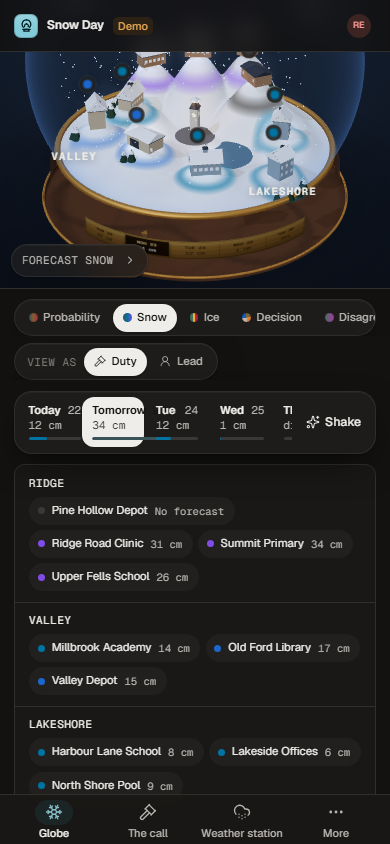 Snow Day Demo RE
VALLEY
LAKESHORE
FORECAST SNOW
Probability Snow Ice Decision Disagre
VIEW AS Duty Lead
Today 22 Tomorrow Tue 24 Wed 25
12 cm 34 cm 12 cm 1 cm Shake
RIDGE
Pine Hollow Depot No forecast
Ridge Road Clinic 31 cm Summit Primary 34 cm
Upper Fells School 26 cm
VALLEY
Millbrook Academy 14 cm Old Ford Library 17 cm
Valley Depot 15 cm
LAKESHORE
Harbour Lane School 8 cm Lakeside Offices 6 cm
North Shore Pool 9 cm
Globe The call Weather station More